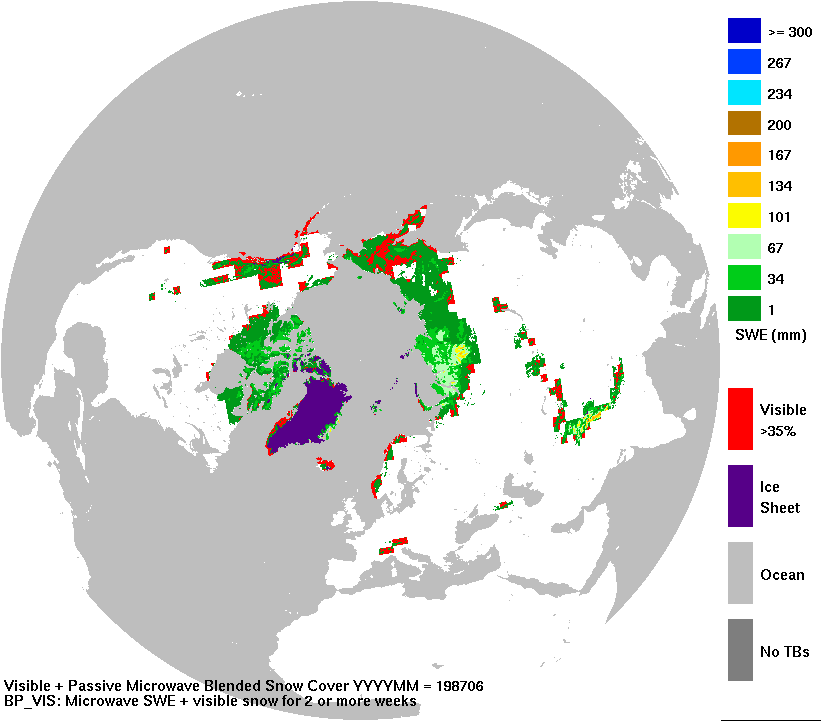 >= 300
267
234
200
167
134
101
67
34
1
SWE (mm)
Visible
>35%
Ice
Sheet
Ocean
No TBs
Visible + Passive Microwave Blended Snow Cover YYYYMM = 198706
BP_VIS: Microwave SWE + visible snow for 2 or more weeks